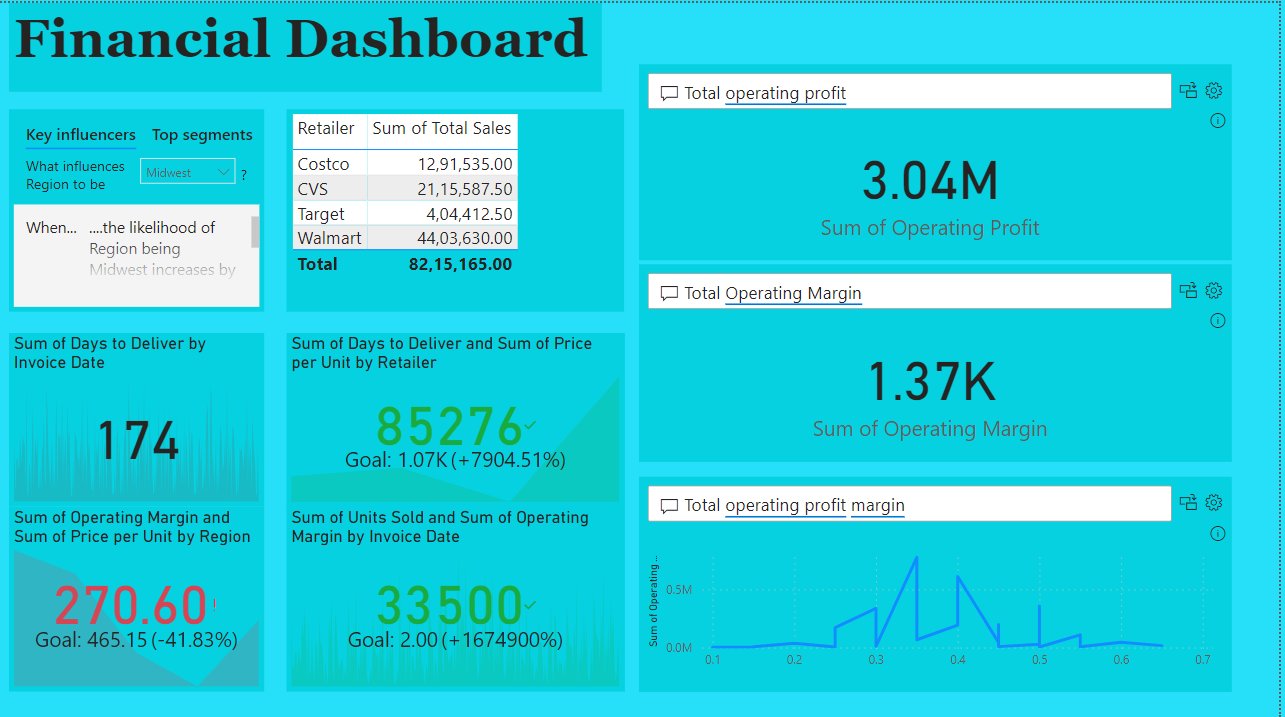 Financial Dashboard
Key influencers Top segments
What influences
Region to be
Midwest
?
When... ....the likelihood of
Region being
Midwest increases by
Retailer Sum of Total Sales
Costco 12,91,535.00
CVS 21,15,587.50
Target 4,04,412.50
Walmart 44,03,630.00
Total 82,15,165.00
Total operating profit
3.04M
Sum of Operating Profit
Total Operating Margin
1.37K
Sum of Operating Margin
Sum of Days to Deliver by
Invoice Date
174
Sum of Days to Deliver and Sum of Price
per Unit by Retailer
85276
Goal: 1.07K (+7904.51%)
Sum of Operating Margin and
Sum of Price per Unit by Region
270.60!
Goal: 465.15 (-41.83%)
Sum of Units Sold and Sum of Operating
Margin by Invoice Date
33500
Goal: 2.00 (+1674900%)
Total operating profit margin
Sum of Operating ...
0.5M
0.0M
0.1 0.2 0.3 0.4 0.5 0.6 0.7